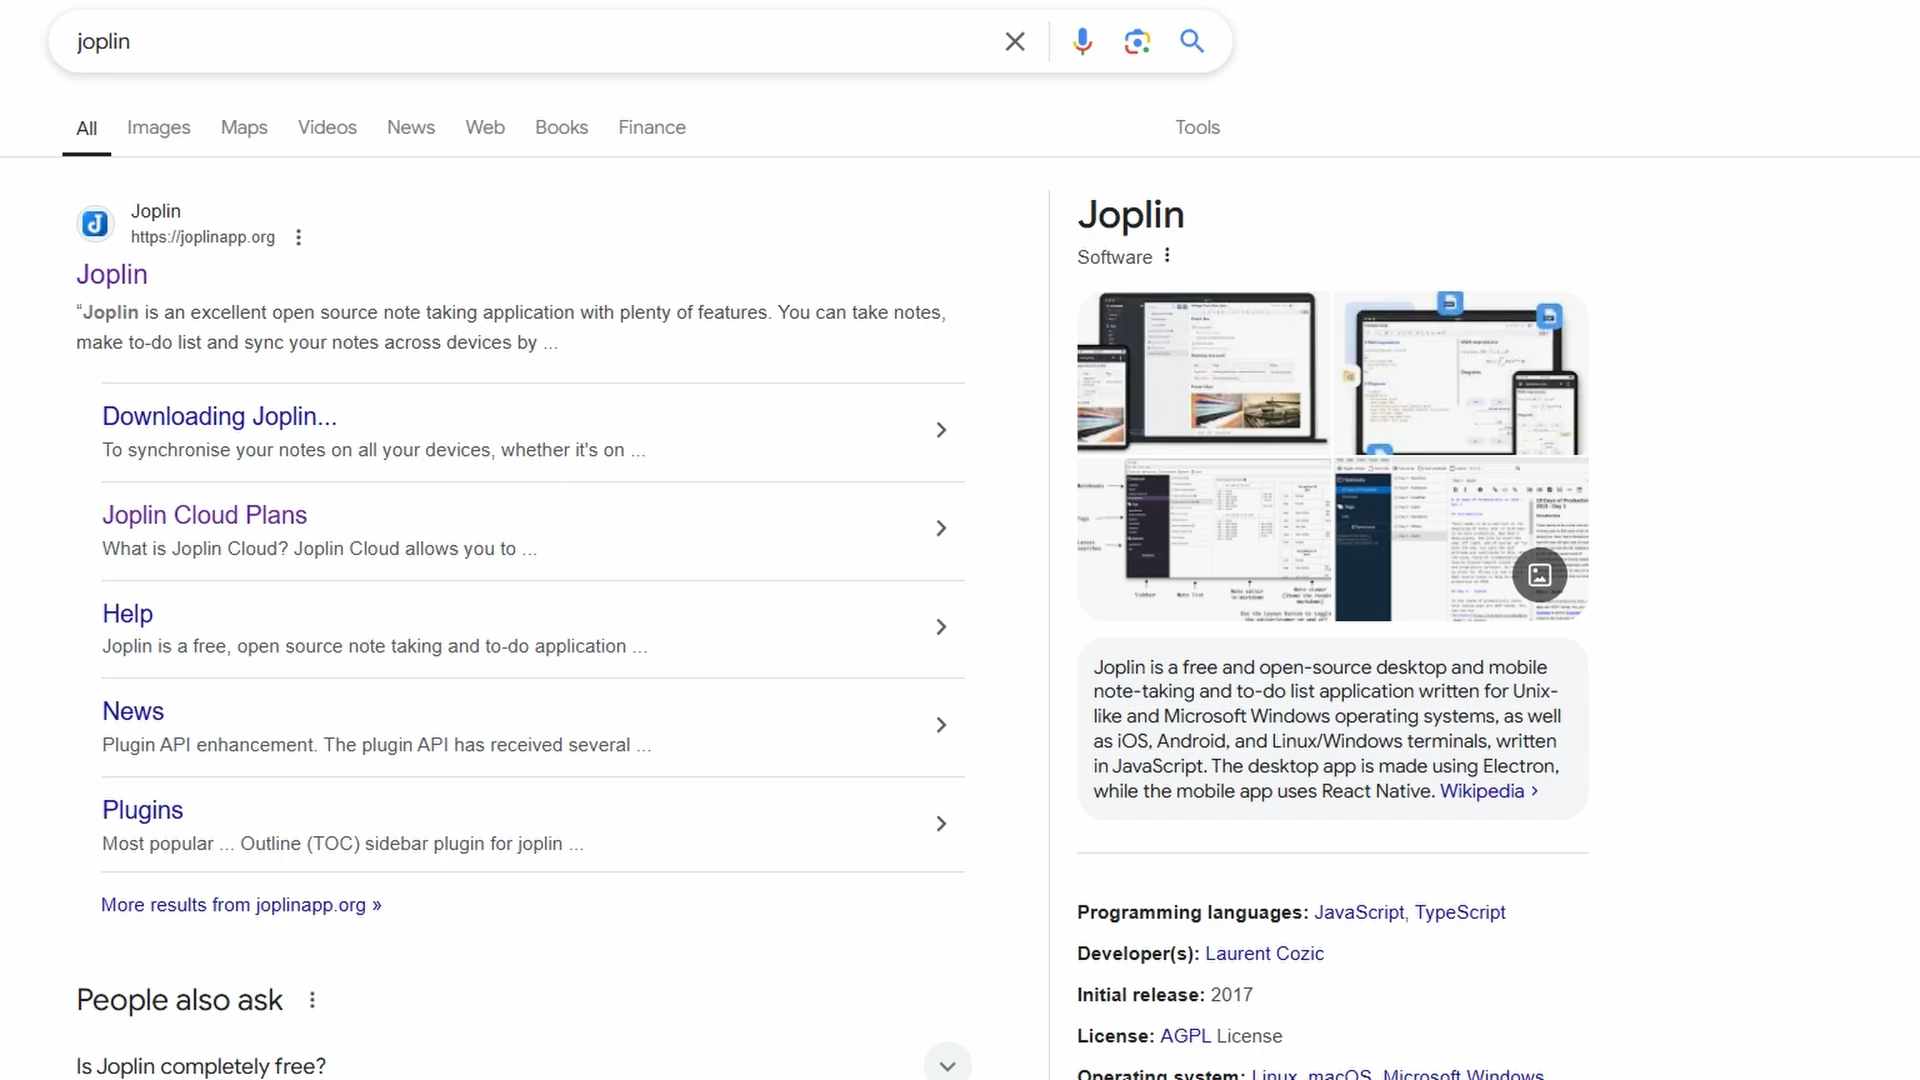 joplin
All Images Maps Videos News Web Books Finance Tools
Joplin
https://joplinapp.org
Joplin
“Joplin is an excellent open source note taking application with plenty of features. You can take notes,
make to-do list and sync your notes across devices by ...
Downloading Joplin...
To synchronise your notes on all your devices, whether it's on ...
Joplin Cloud Plans
What is Joplin Cloud? Joplin Cloud allows you to ...
Help
Joplin is a free, open source note taking and to-do application ...
News
Plugin API enhancement. The plugin API has received several ...
Plugins
Most popular ... Outline (TOC) sidebar plugin for joplin ...
More results from joplinapp.org »
People also ask
Is Joplin completely free?
Joplin
Software
Joplin is a free and open-source desktop and mobile
note-taking and to-do list application written for Unix-
like and Microsoft Windows operating systems, as well
as iOS, Android, and Linux/Windows terminals, written
in JavaScript. The desktop app is made using Electron,
while the mobile app uses React Native. Wikipedia ›
Programming languages: JavaScript, TypeScript
Developer(s): Laurent Cozic
Initial release: 2017
License: AGPL License
Operating system: Linux, macOS, Microsoft Windows